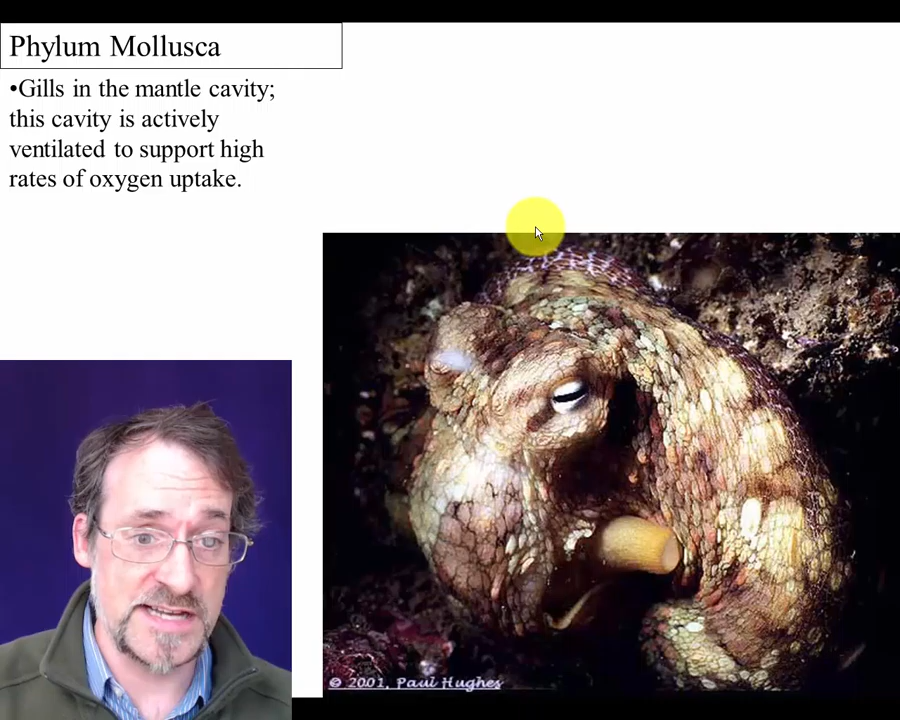 Phylum Mollusca
•Gills in the mantle cavity;
this cavity is actively
ventilated to support high
rates of oxygen uptake.
© 2001, Paul Hughes